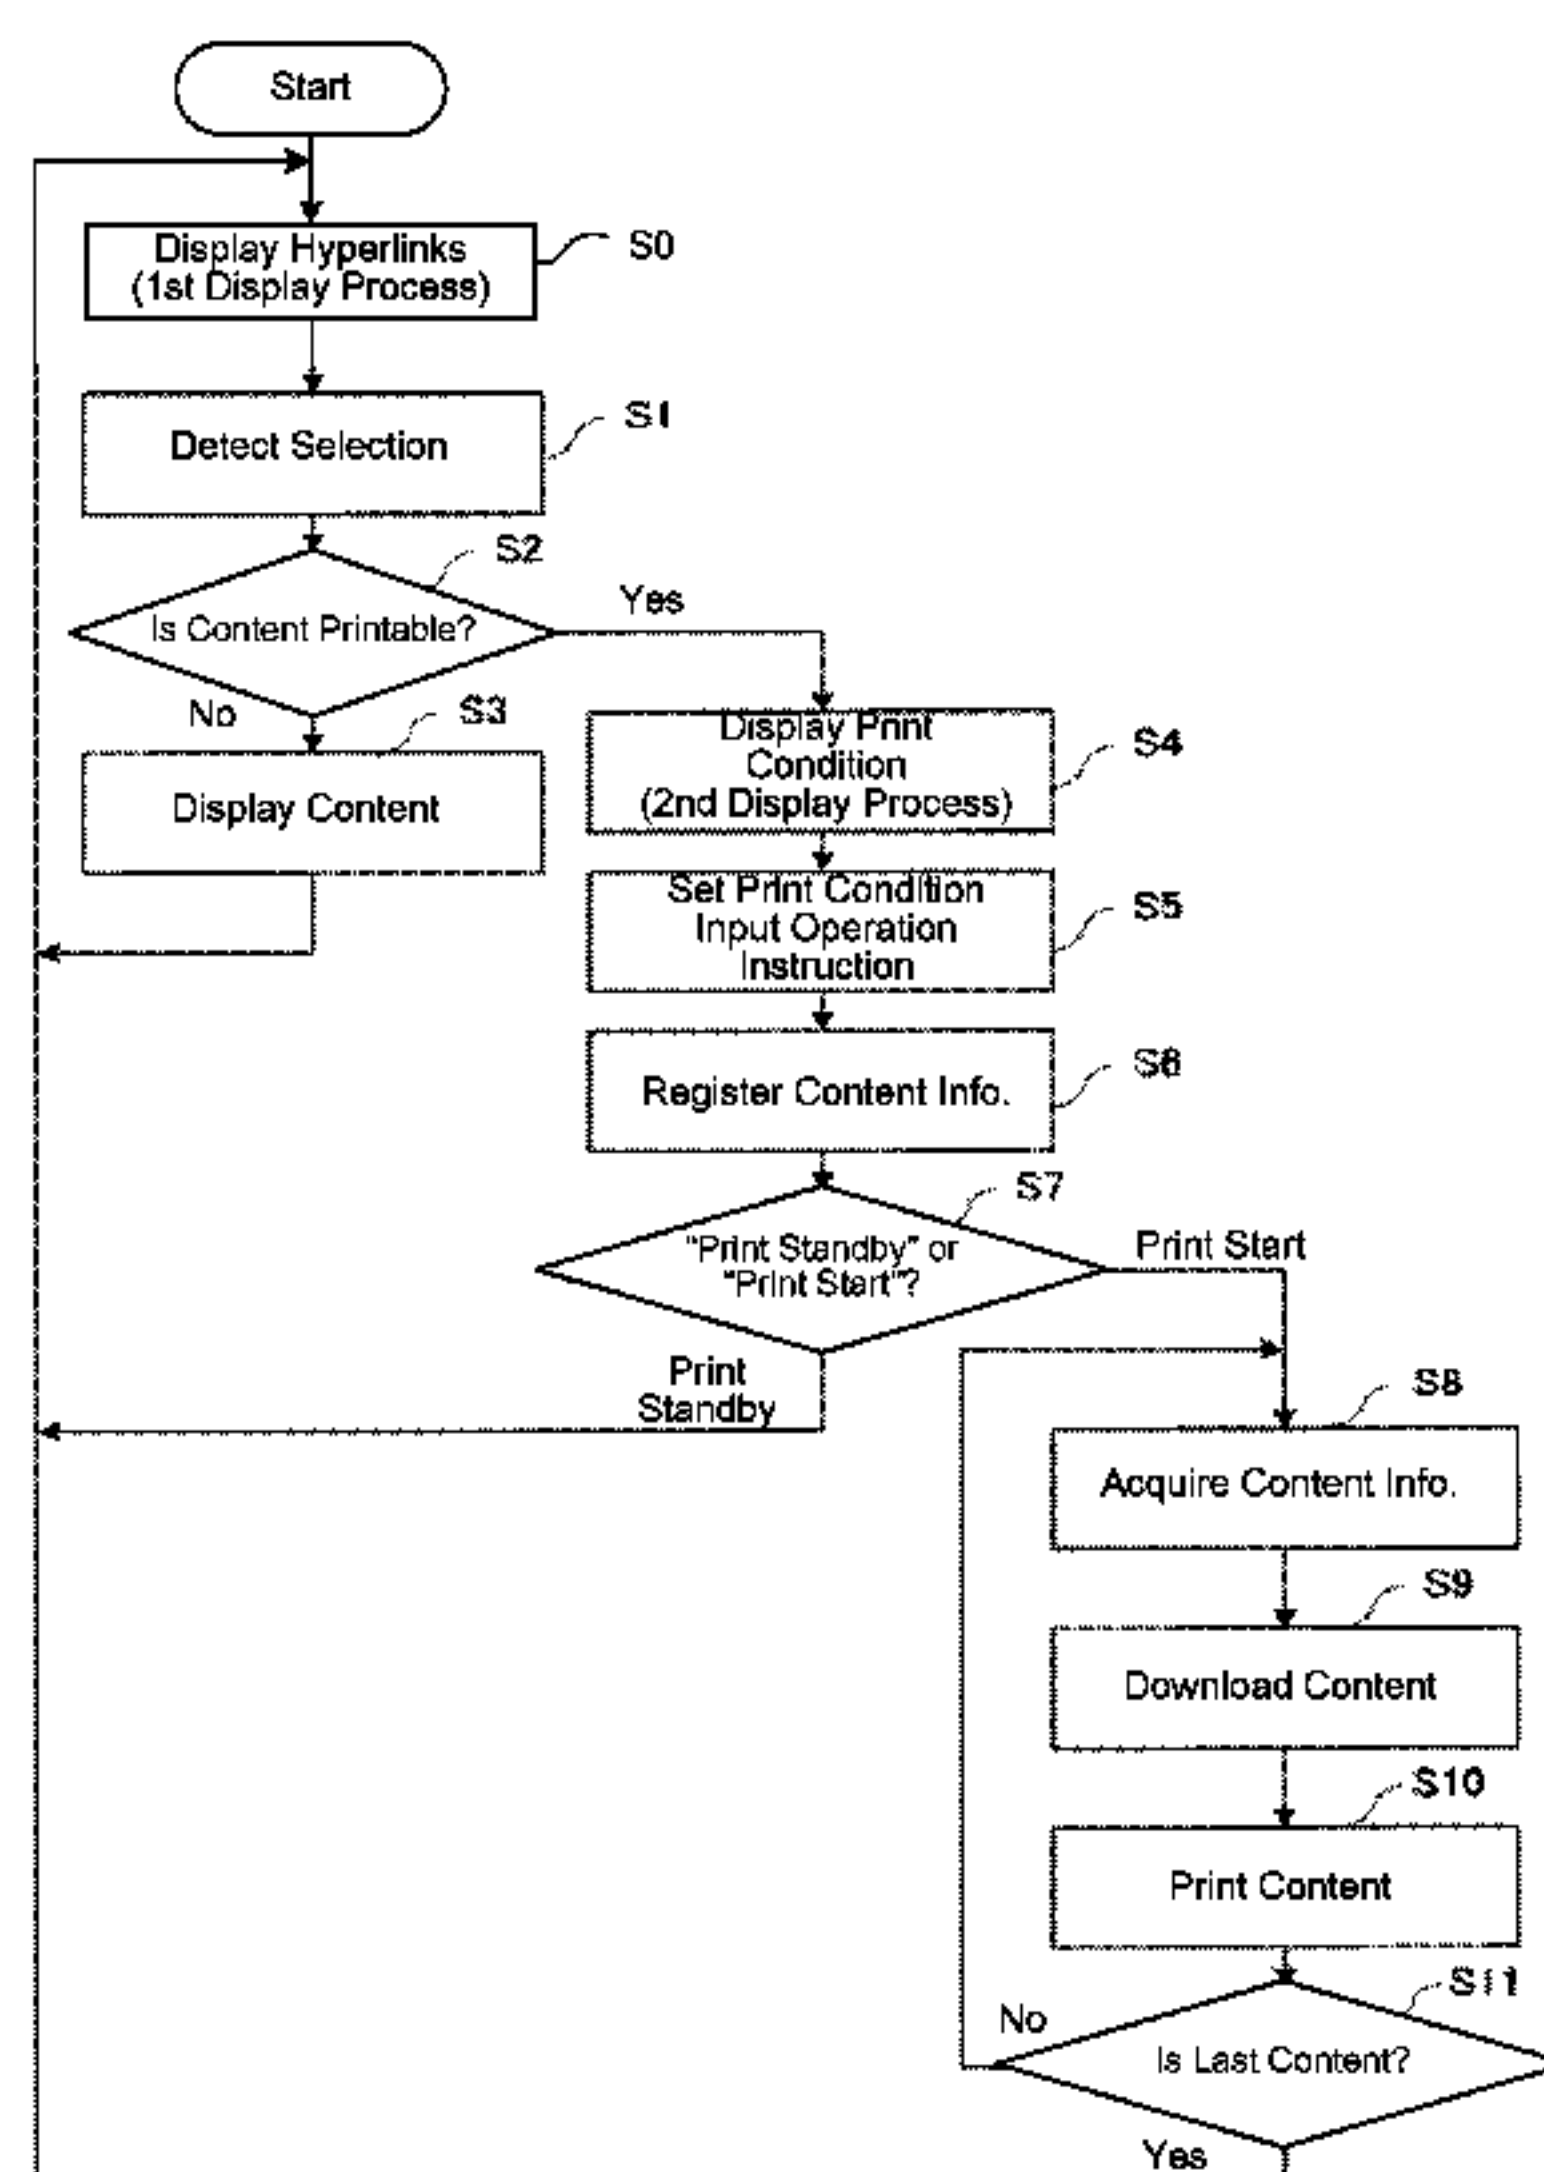 Start
Display Hyperlinks
(1st Display Process)
S0
Detect Selection
S1
S2
Is Content Printable?
Yes
No
S3
Display Content
Display Print
Condition
(2nd Display Process)
S4
Set Print Condition
Input Operation
Instruction
S5
Register Content Info.
S6
S7
"Print Standby" or
"Print Start"?
Print Start
Print
Standby
S8
Acquire Content Info.
S9
Download Content
S10
Print Content
S11
No
Is Last Content?
Yes